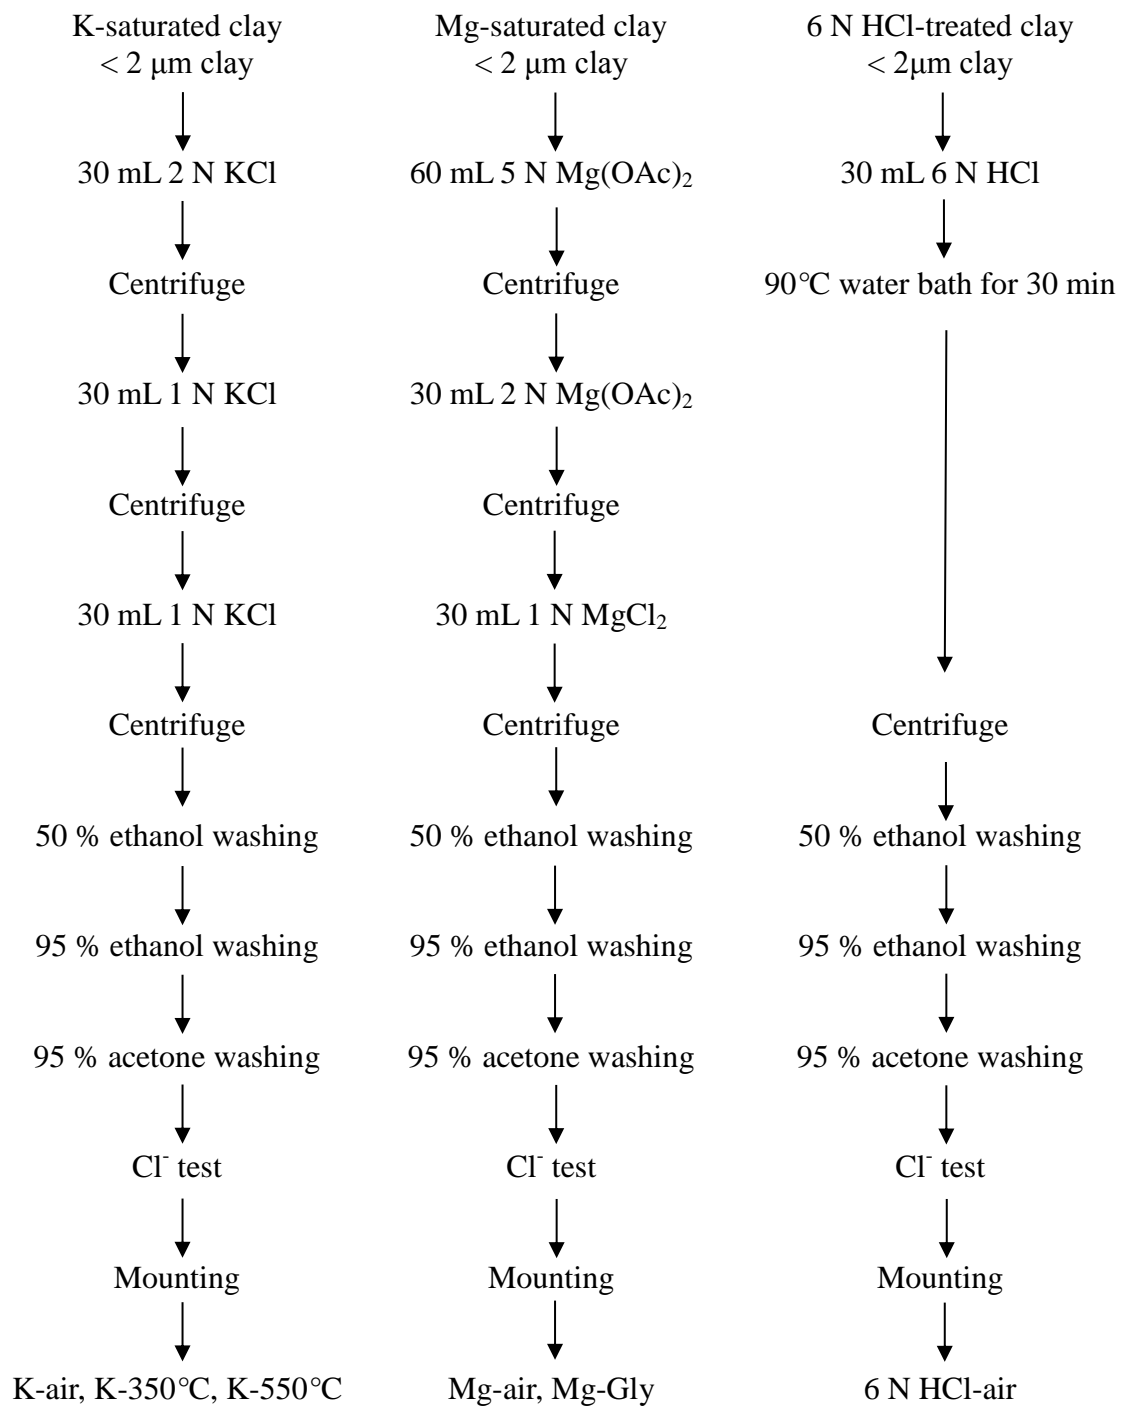 K-saturated clay
< 2 μm clay
30 mL 2 N KCl
Centrifuge
30 mL 1 N KCl
Centrifuge
30 mL 1 N KCl
Centrifuge
50 % ethanol washing
95 % ethanol washing
95 % acetone washing
Cl⁻ test
Mounting
K-air, K-350°C, K-550°C
Mg-saturated clay
< 2 μm clay
60 mL 5 N Mg(OAc)₂
Centrifuge
30 mL 2 N Mg(OAc)₂
Centrifuge
30 mL 1 N MgCl₂
Centrifuge
50 % ethanol washing
95 % ethanol washing
95 % acetone washing
Cl⁻ test
Mounting
Mg-air, Mg-Gly
6 N HCl-treated clay
< 2μm clay
30 mL 6 N HCl
90°C water bath for 30 min
Centrifuge
50 % ethanol washing
95 % ethanol washing
95 % acetone washing
Cl⁻ test
Mounting
6 N HCl-air